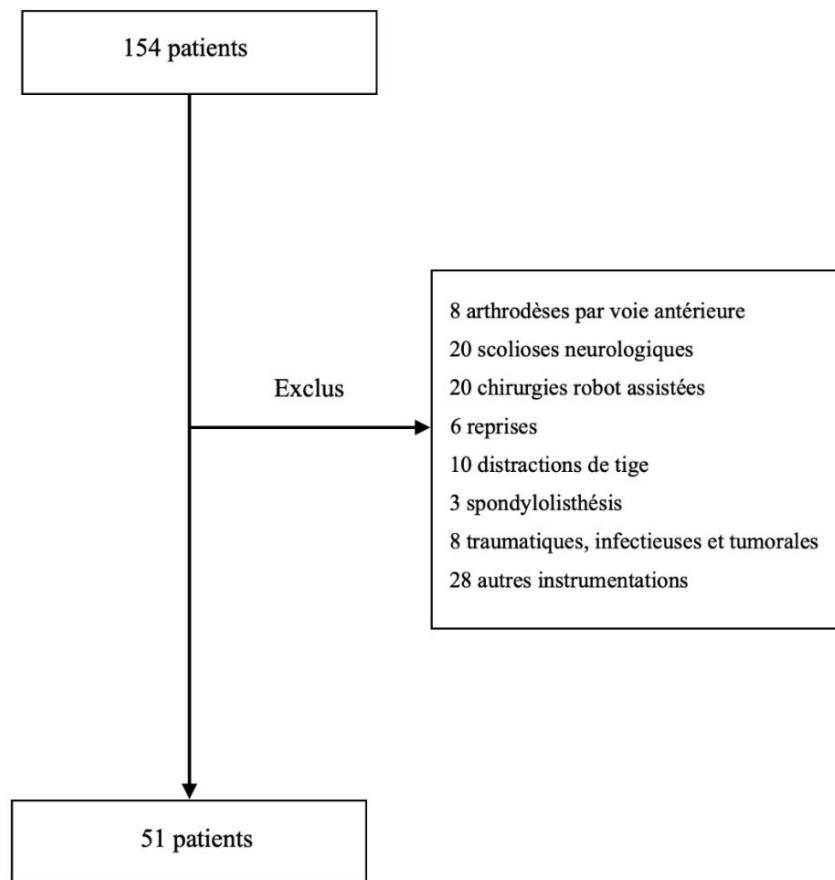 154 patients
Exclus
8 arthrodèses par voie antérieure
20 scolioses neurologiques
20 chirurgies robot assistées
6 reprises
10 distractions de tige
3 spondylolisthésis
8 traumatiques, infectieuses et tumorales
28 autres instrumentations
51 patients